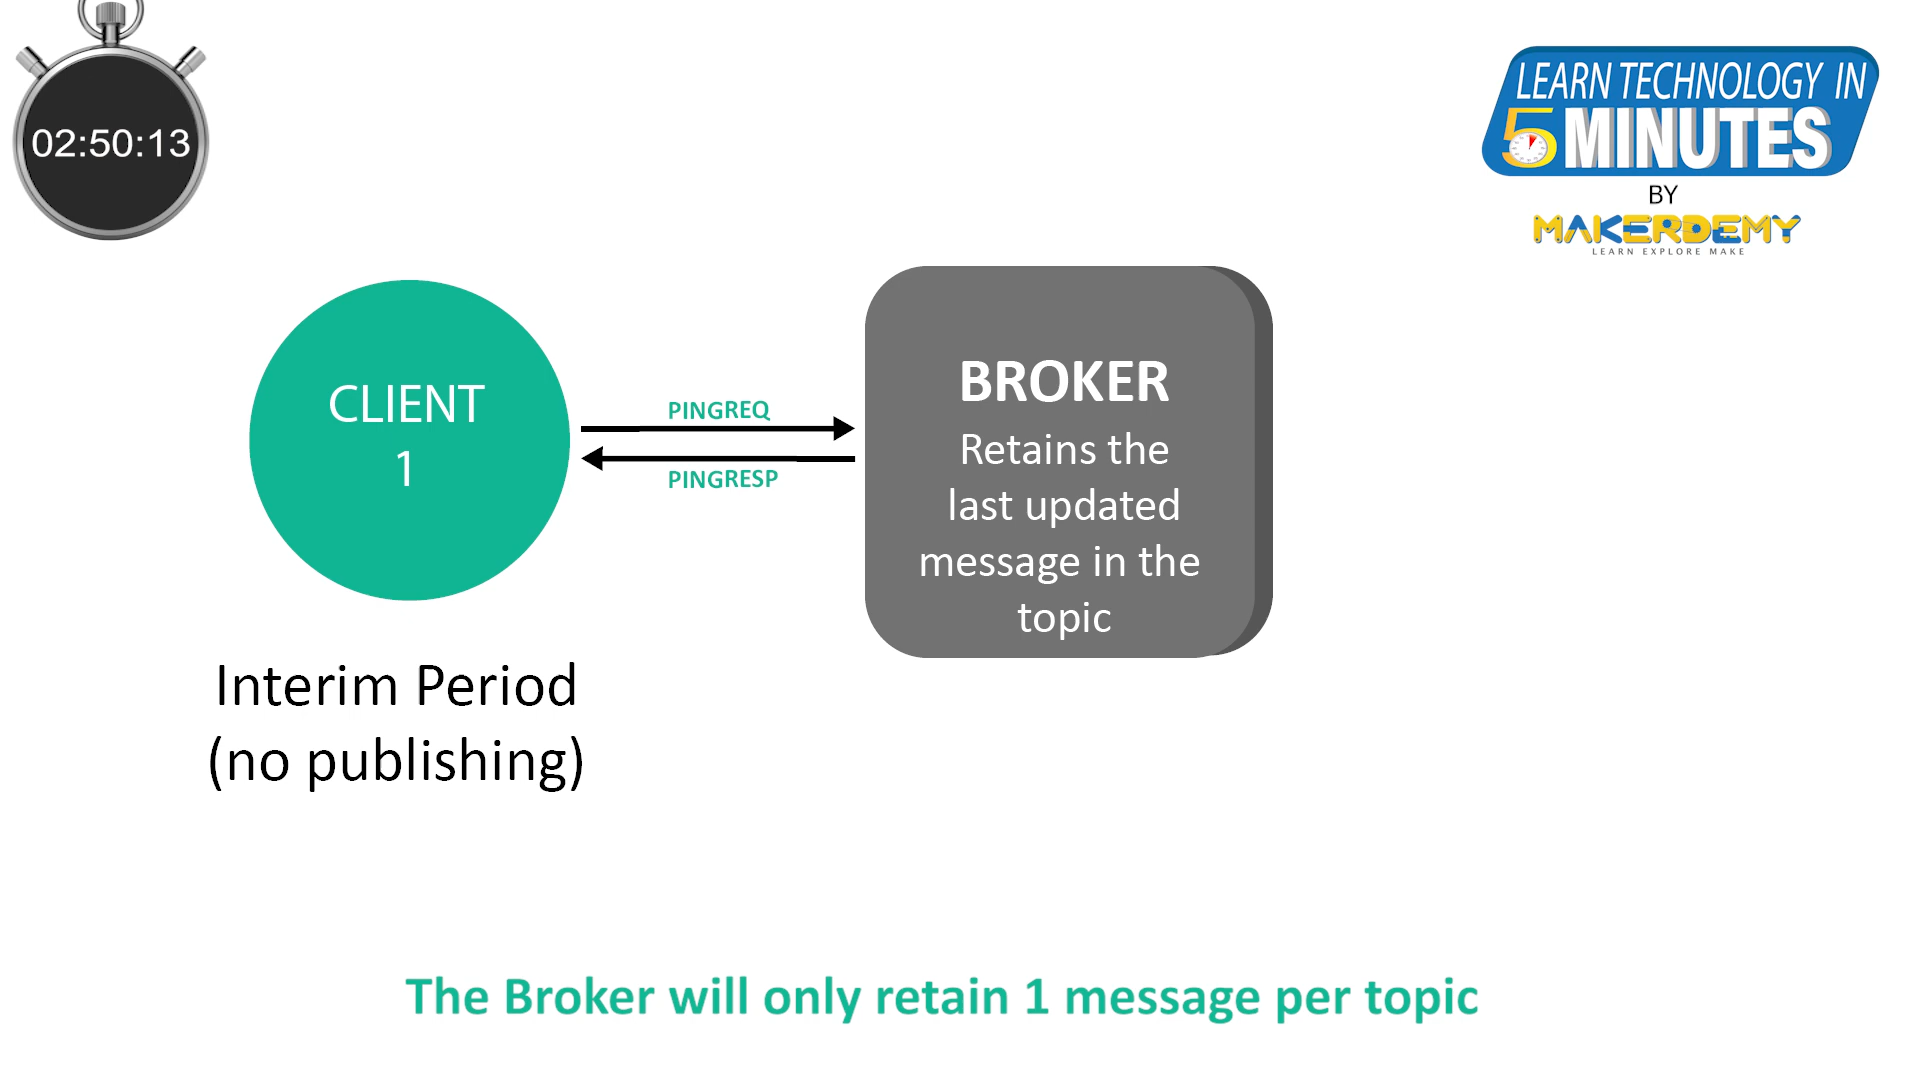 02:50:13
LEARN TECHNOLOGY IN
5 MINUTES
BY
MAKERDEMY
LEARN EXPLORE MAKE
CLIENT
1
PINGREQ
PINGRESP
BROKER
Retains the
last updated
message in the
topic
Interim Period
(no publishing)
The Broker will only retain 1 message per topic